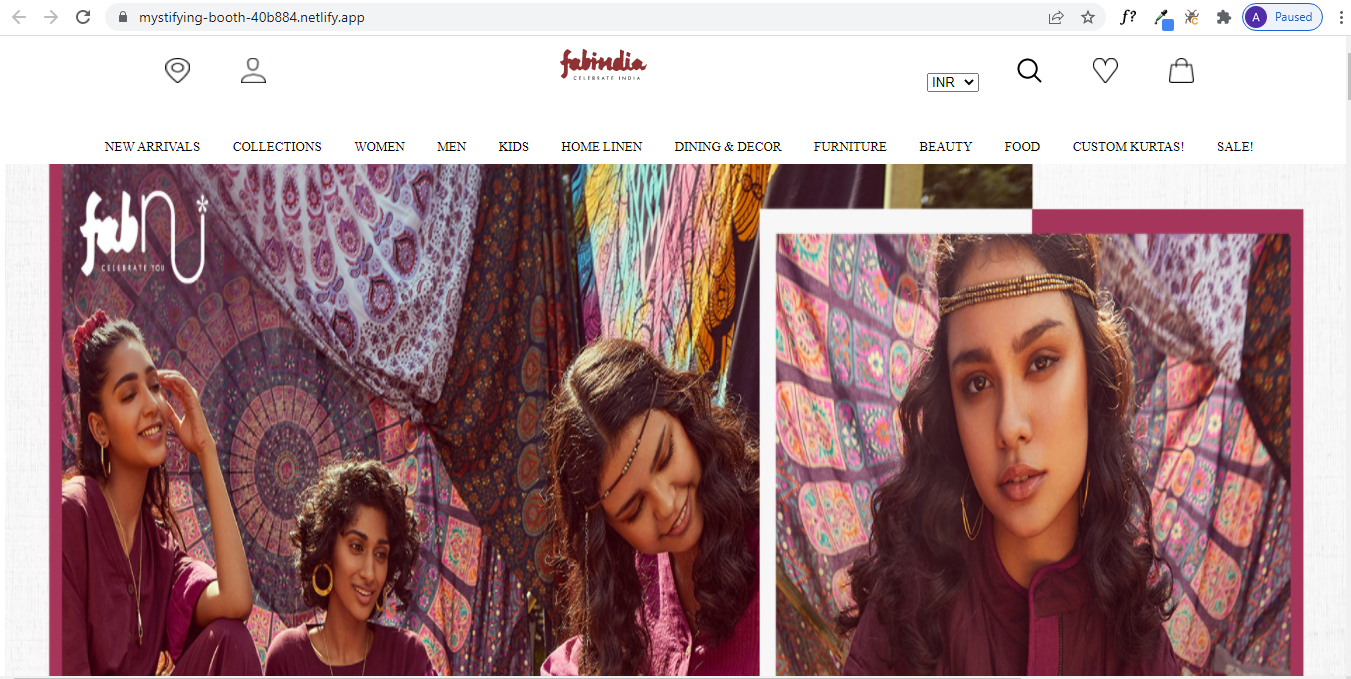 mystifying-booth-40b884.netlify.app
f?
A Paused
fabindia
CELEBRATE INDIA
INR
NEW ARRIVALS COLLECTIONS WOMEN MEN KIDS HOME LINEN DINING & DECOR FURNITURE BEAUTY FOOD CUSTOM KURTAS! SALE!
fabNU*
CELEBRATE YOU